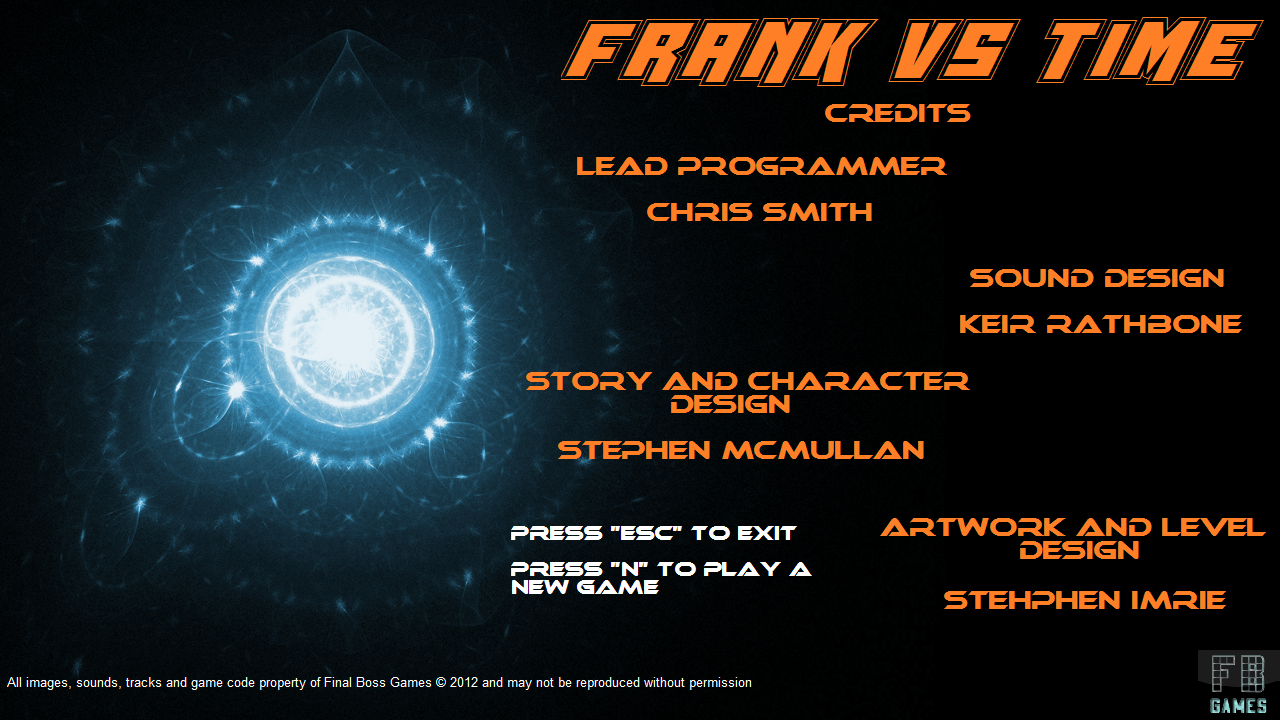 FRANK VS TIME
CREDITS
LEAD PROGRAMMER
CHRIS SMITH
SOUND DESIGN
KEIR RATHBONE
STORY AND CHARACTER
DESIGN
STEPHEN MCMULLAN
ARTWORK AND LEVEL
DESIGN
STEHPHEN IMRIE
PRESS "ESC" TO EXIT
PRESS "N" TO PLAY A
NEW GAME
All images, sounds, tracks and game code property of Final Boss Games © 2012 and may not be reproduced without permission
FB
GAMES